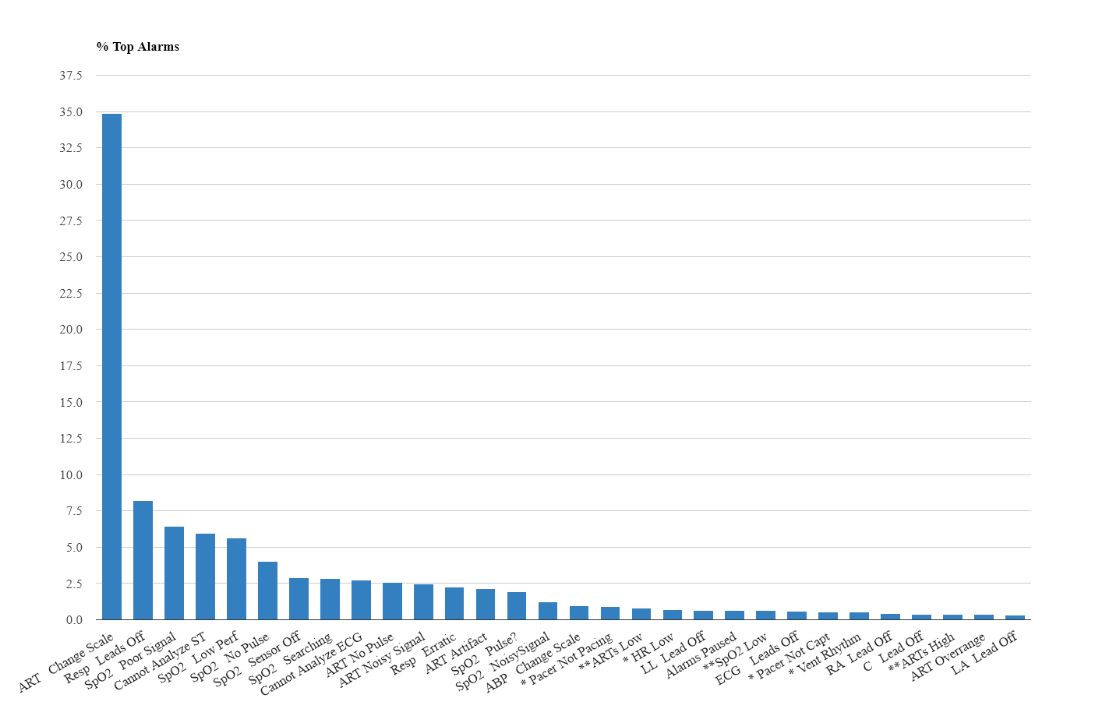 % Top Alarms
37.5
35.0
32.5
30.0
27.5
25.0
22.5
20.0
17.5
15.0
12.5
10.0
7.5
5.0
2.5
0.0
ART Change Scale
Resp Leads Off
SpO2 Poor Signal
Cannot Analyze ST
SpO2 Low Perf
SpO2 No Pulse
SpO2 Sensor Off
SpO2 Searching
Cannot Analyze ECG
ART No Pulse
ART Noisy Signal
Resp Erratic
ART Artifact
SpO2 Pulse?
SpO2 NoisySignal
ABP Change Scale
* Pacer Not Pacing
**ARTs Low
* HR Low
LL Lead Off
Alarms Paused
**SpO2 Low
ECG Leads Off
* Pacer Not Capt
* Vent Rhythm
RA Lead Off
C Lead Off
**ARTs High
ART Overrange
LA Lead Off